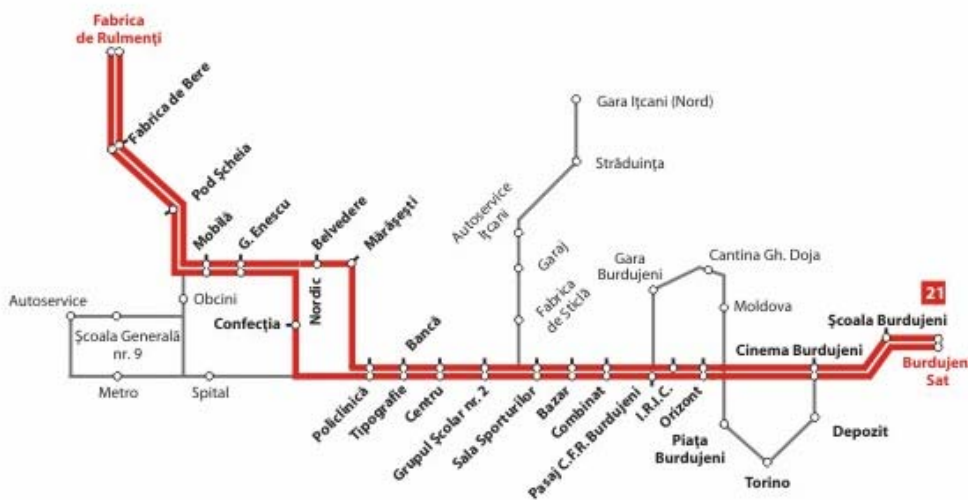 Fabrica
de Rulmenți
Fabrica de Bere
Pod Șcheia
Mobilă
G. Enescu
Belvedere
Mărășești
Nordic
Confecția
Obcini
Autoservice
Școala Generală
nr. 9
Metro
Spital
Policlinică
Tipografie
Bancă
Centru
Grupul Școlar nr. 2
Sala Sporturilor
Bazar
Combinat
Pasaj C.F.R. Burdujeni
I.R.I.C.
Orizont
Gara Ițcani (Nord)
Străduința
Autoservice
Ițcani
Garaj
Fabrica
de Sticlă
Gara
Burdujeni
Cantina Gh. Doja
Moldova
Cinema Burdujeni
Piața
Burdujeni
Torino
Depozit
21
Școala Burdujeni
Burdujen
Sat